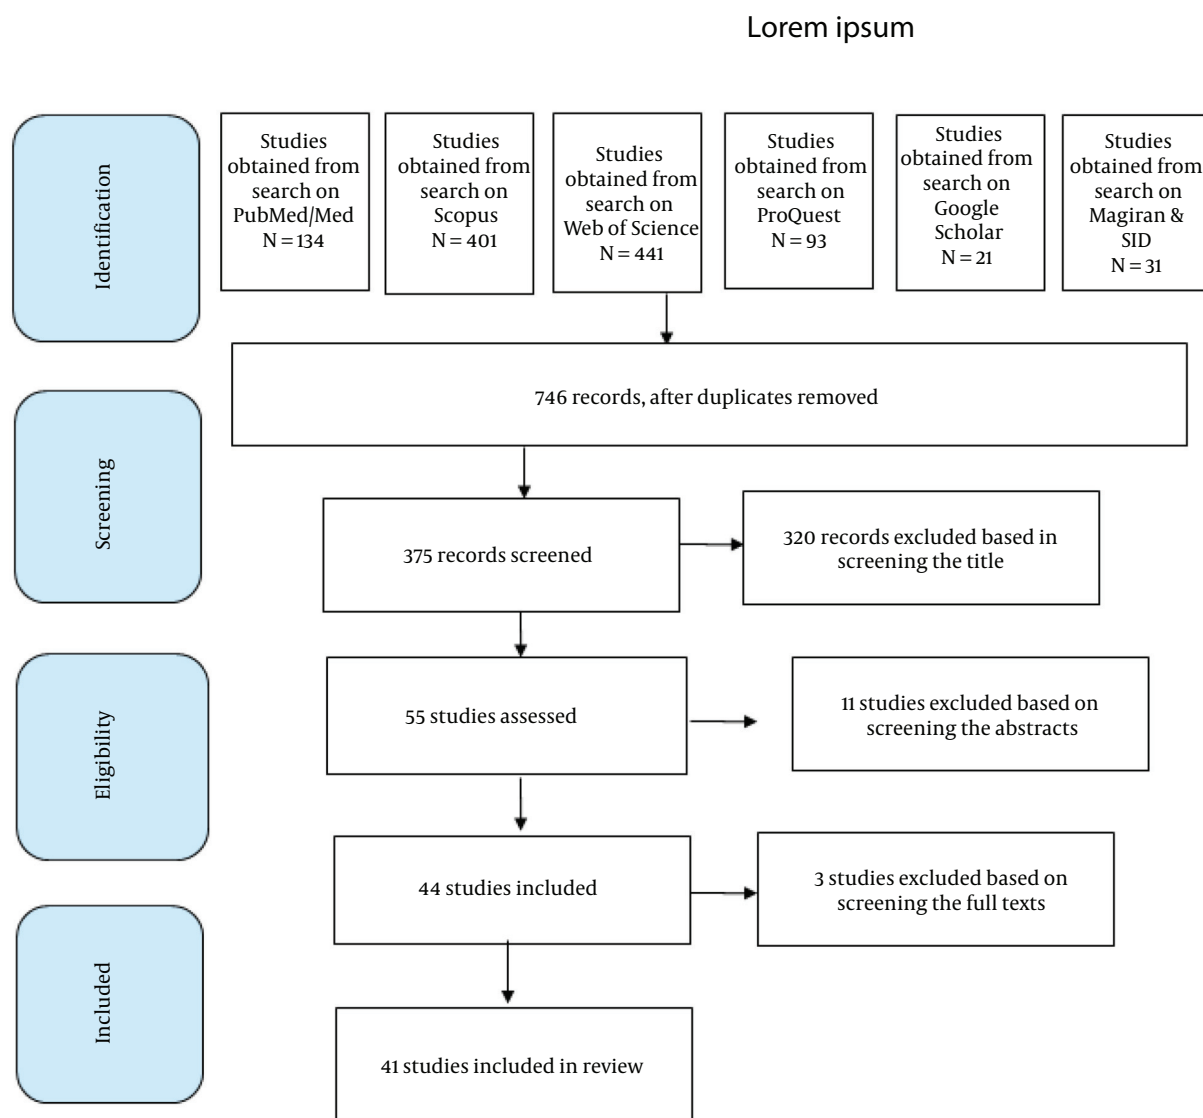 Lorem ipsum
Identification
Studies
obtained from
search on
PubMed/Med
N = 134
Studies
obtained from
search on
Scopus
N = 401
Studies
obtained from
search on
Web of Science
N = 441
Studies
obtained from
search on
ProQuest
N = 93
Studies
obtained from
search on
Google
Scholar
N = 21
Studies
obtained from
search on
Magiran &
SID
N = 31
746 records, after duplicates removed
Screening
375 records screened
320 records excluded based in
screening the title
Eligibility
55 studies assessed
11 studies excluded based on
screening the abstracts
44 studies included
3 studies excluded based on
screening the full texts
Included
41 studies included in review